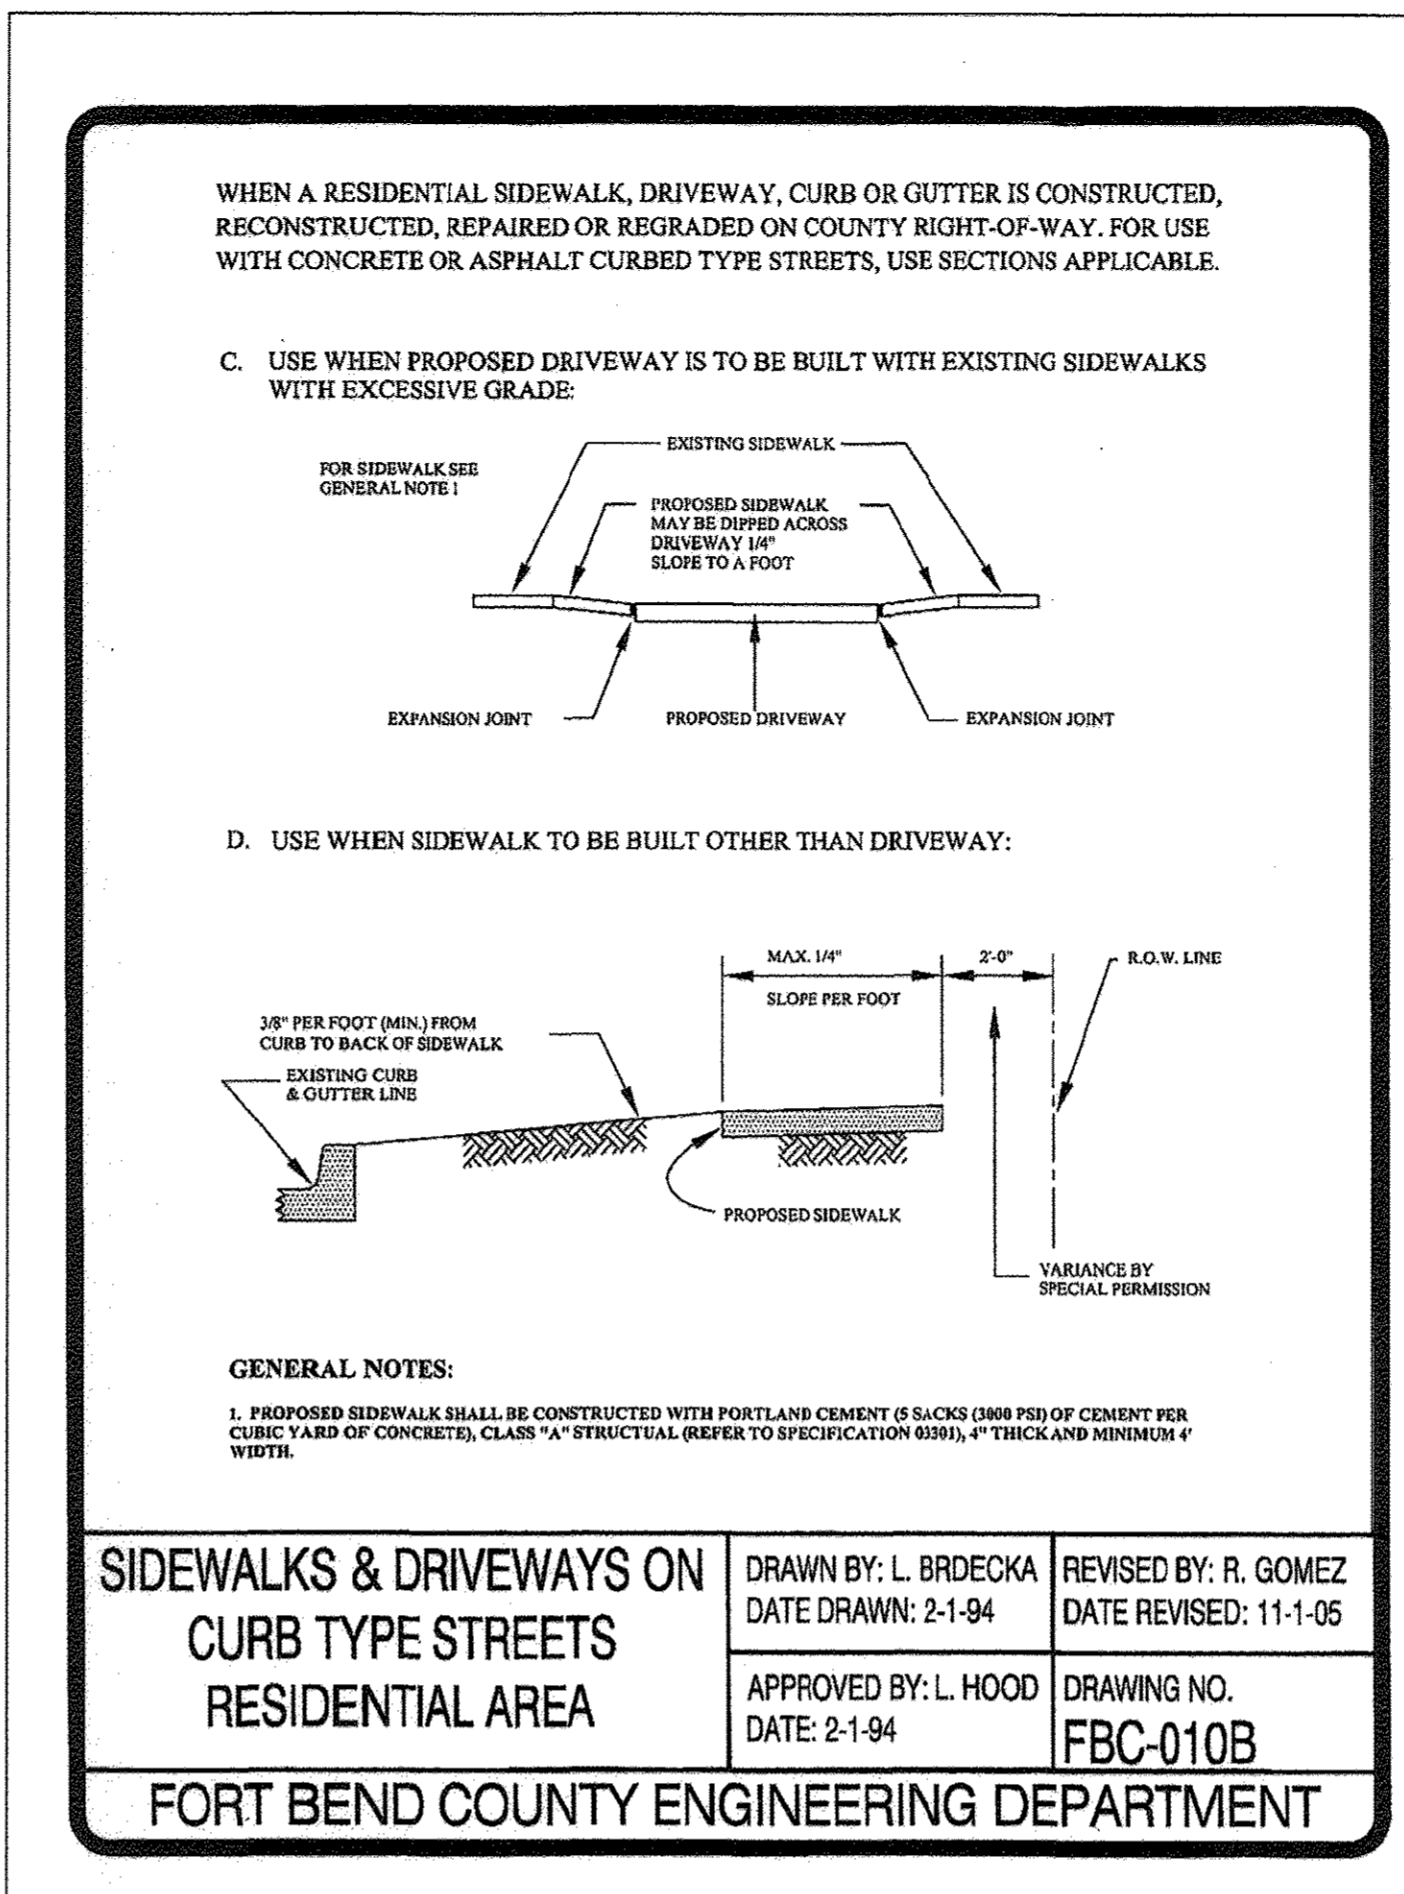 WHEN A RESIDENTIAL SIDEWALK, DRIVEWAY, CURB OR GUTTER IS CONSTRUCTED,
RECONSTRUCTED, REPAIRED OR REGRADED ON COUNTY RIGHT-OF-WAY. FOR USE
WITH CONCRETE OR ASPHALT CURBED TYPE STREETS, USE SECTIONS APPLICABLE.
C. USE WHEN PROPOSED DRIVEWAY IS TO BE BUILT WITH EXISTING SIDEWALKS
WITH EXCESSIVE GRADE:
EXISTING SIDEWALK
FOR SIDEWALK SEE
GENERAL NOTE 1
PROPOSED SIDEWALK
MAY BE DIPPED ACROSS
DRIVEWAY 1/4"
SLOPE TO A FOOT
EXPANSION JOINT
PROPOSED DRIVEWAY
EXPANSION JOINT
D. USE WHEN SIDEWALK TO BE BUILT OTHER THAN DRIVEWAY:
MAX. 1/4"
SLOPE PER FOOT
2'-0"
R.O.W. LINE
3/8" PER FOOT (MIN.) FROM
CURB TO BACK OF SIDEWALK
EXISTING CURB
& GUTTER LINE
PROPOSED SIDEWALK
VARIANCE BY
SPECIAL PERMISSION
GENERAL NOTES:
1. PROPOSED SIDEWALK SHALL BE CONSTRUCTED WITH PORTLAND CEMENT (5 SACKS (3000 PSI) OF CEMENT PER
CUBIC YARD OF CONCRETE), CLASS "A" STRUCTUAL (REFER TO SPECIFICATION 03301), 4" THICK AND MINIMUM 4'
WIDTH.
SIDEWALKS & DRIVEWAYS ON
CURB TYPE STREETS
RESIDENTIAL AREA
DRAWN BY: L. BRDECKA
DATE DRAWN: 2-1-94
REVISED BY: R. GOMEZ
DATE REVISED: 11-1-05
APPROVED BY: L. HOOD
DATE: 2-1-94
DRAWING NO.
FBC-010B
FORT BEND COUNTY ENGINEERING DEPARTMENT